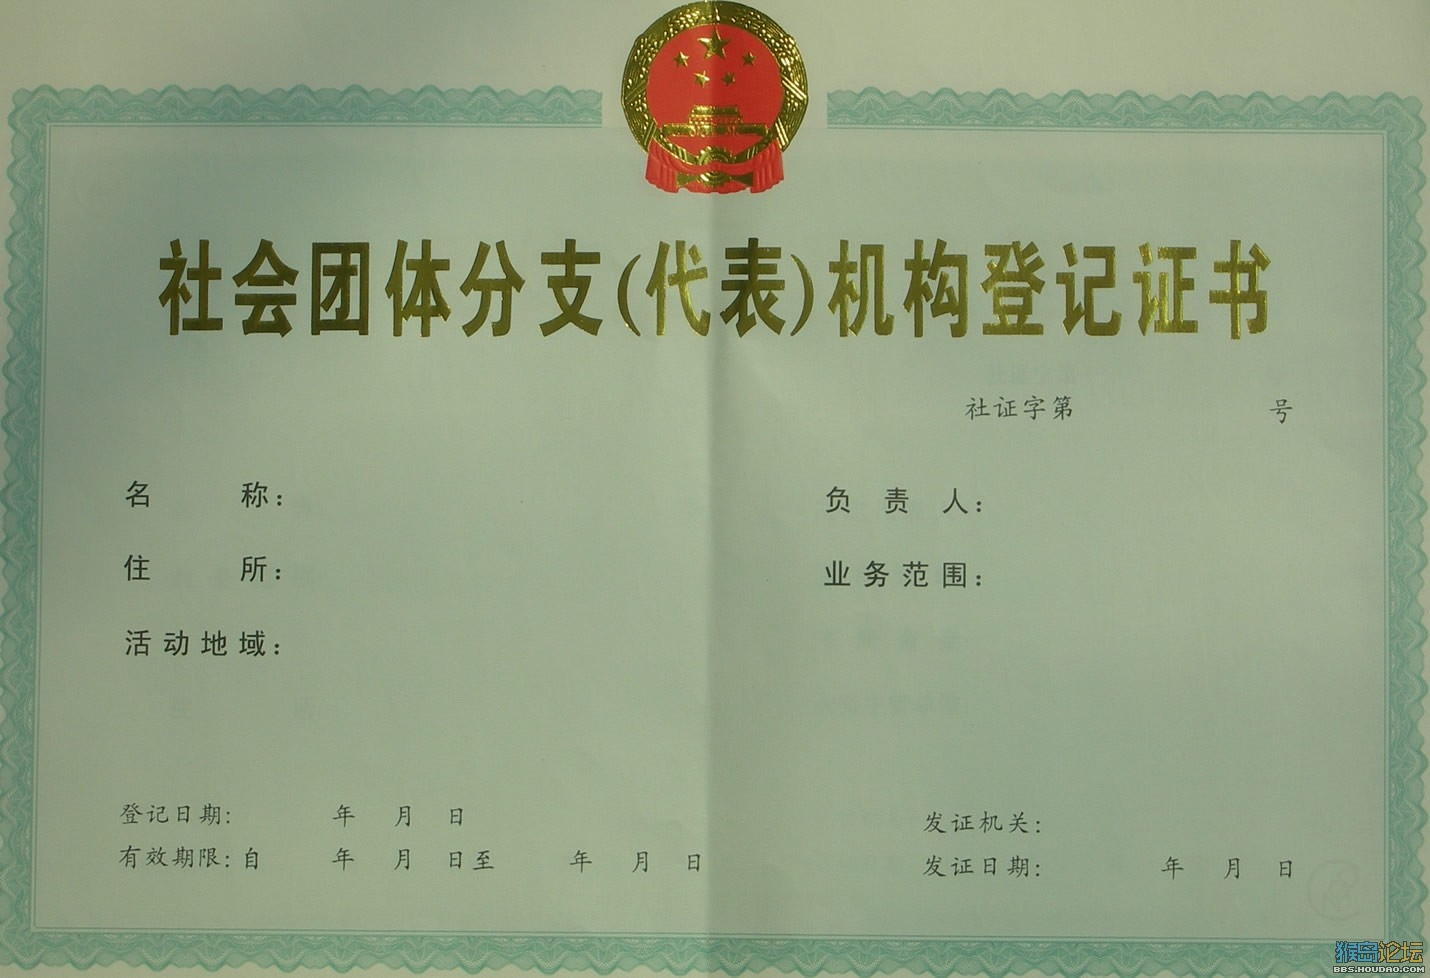 社会团体分支(代表)机构登记证书
社证字第 号
名 称:
负 责 人:
住 所:
业务范围:
活动地域:
登记日期: 年 月 日
发证机关:
有效期限:自 年 月 日至 年 月 日
发证日期: 年 月 日
猴岛论坛
BBS.HOUDAO.COM